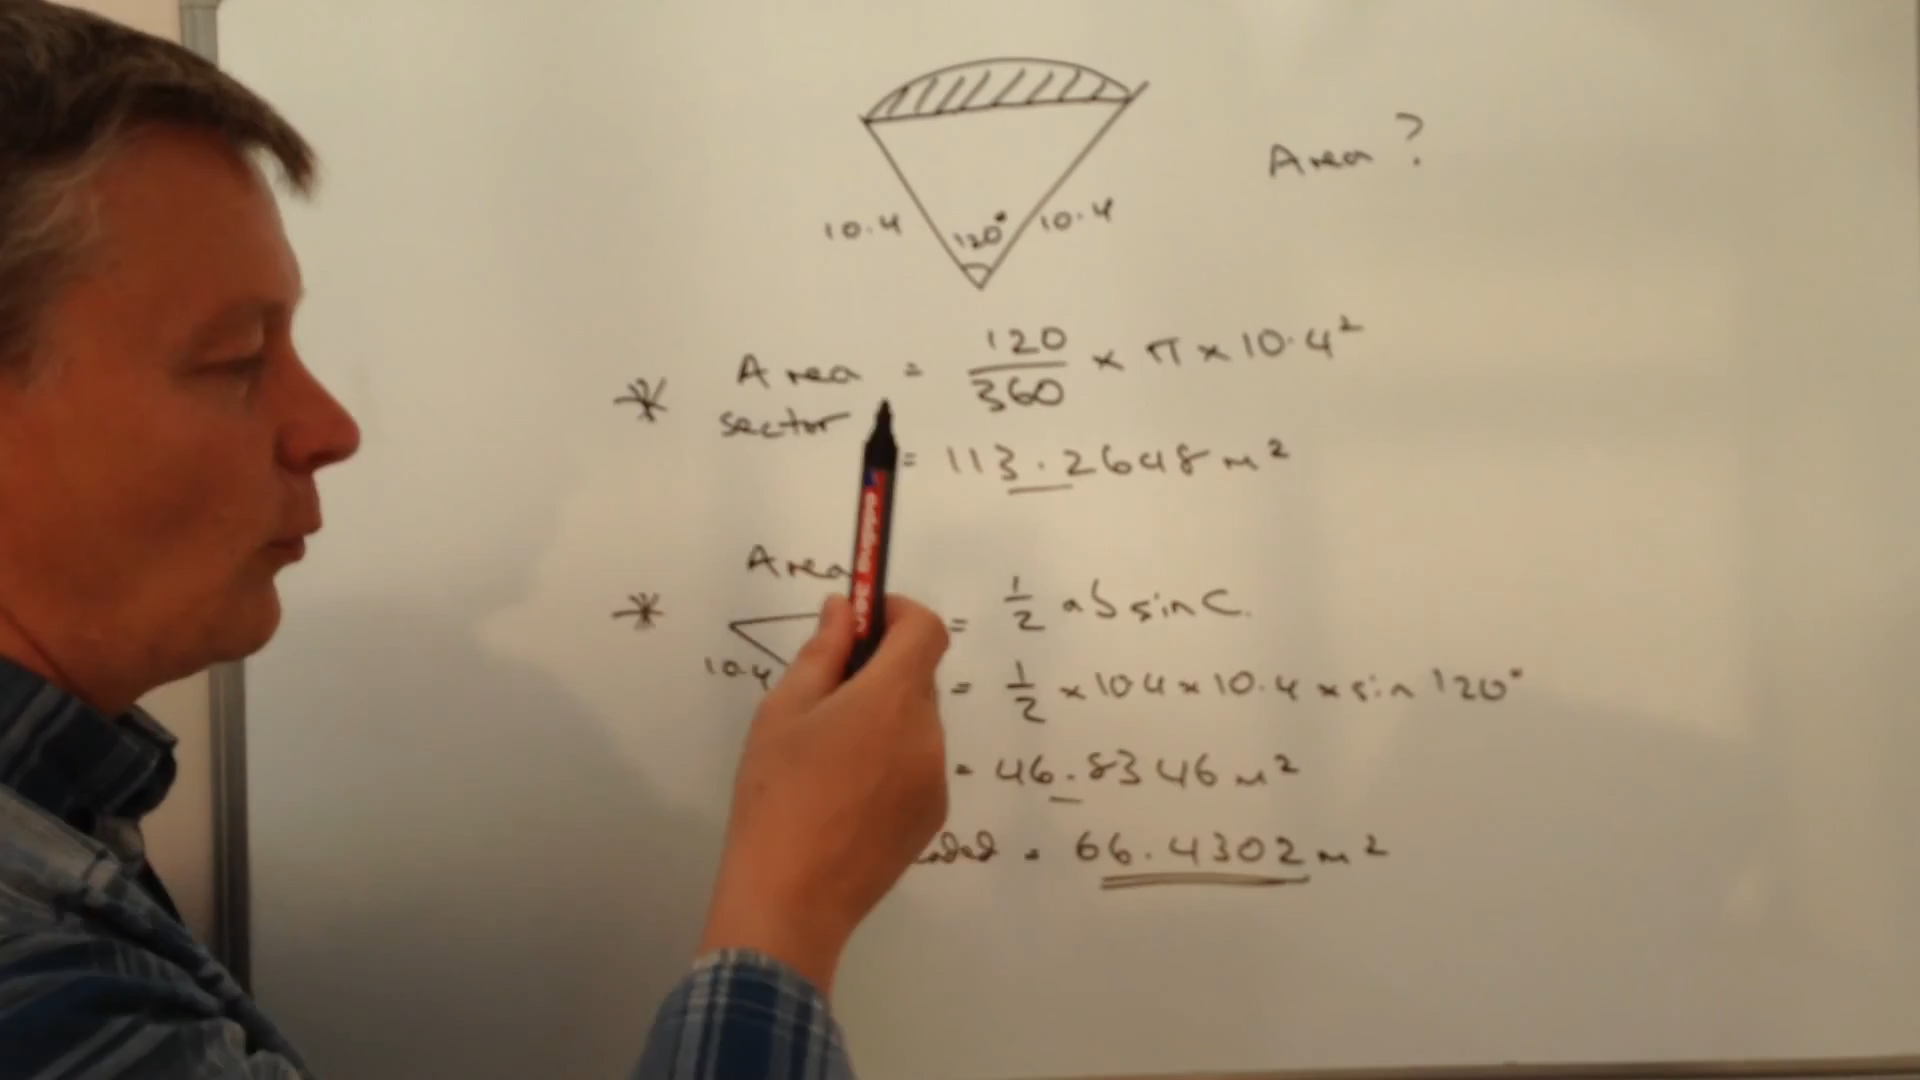 Area ?
10.4 120° 10.4
Area = 120/360 × π × 10.4²
sector
= 113.2648 m²
Area
= 1/2 ab sin C.
10.4
= 1/2 × 10.4 × 10.4 × sin 120°
= 46.8346 m²
= 66.4302 m²